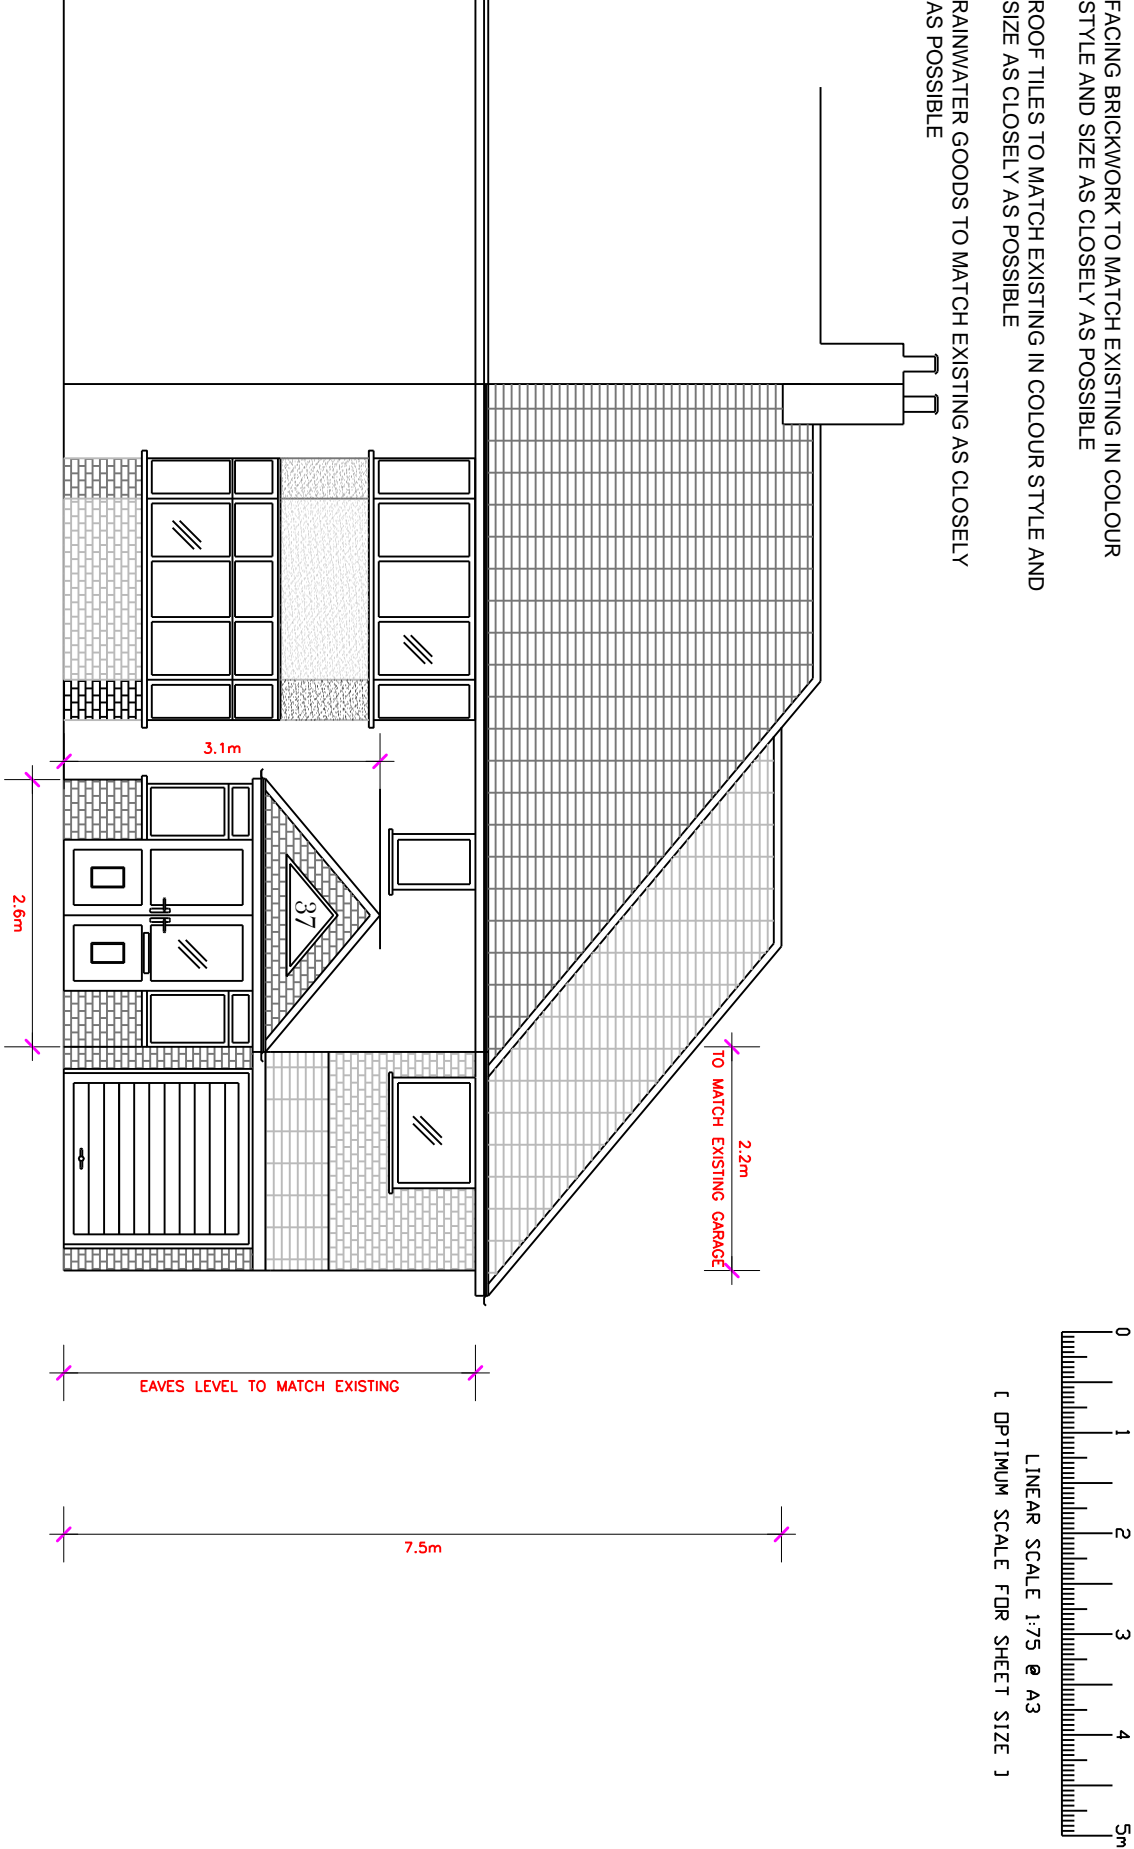 FACING BRICKWORK TO MATCH EXISTING IN COLOUR
STYLE AND SIZE AS CLOSELY AS POSSIBLE
ROOF TILES TO MATCH EXISTING IN COLOUR STYLE AND
SIZE AS CLOSELY AS POSSIBLE
RAINWATER GOODS TO MATCH EXISTING AS CLOSELY
AS POSSIBLE
0 1 2 3 4 5m
LINEAR SCALE 1:75 @ A3
[ OPTIMUM SCALE FOR SHEET SIZE ]
2.2m
TO MATCH EXISTING GARAGE
3.1m
37
2.6m
EAVES LEVEL TO MATCH EXISTING
7.5m